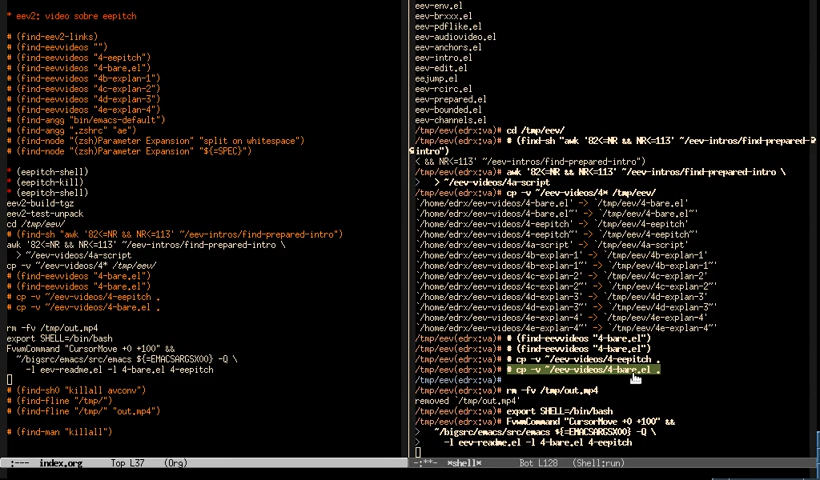 * eev2: video sobre eepitch
# (find-eev2-links)
# (find-eevvideos "")
# (find-eevvideos "4-eepitch")
# (find-eevvideos "4-bare.el")
# (find-eevvideos "4b-explan-1")
# (find-eevvideos "4c-explan-2")
# (find-eevvideos "4d-explan-3")
# (find-eevvideos "4e-explan-4")
# (find-angg "bin/emacs-default")
# (find-angg ".zshrc" "ae")
# (find-node "(zsh)Parameter Expansion" "split on whitespace")
# (find-node "(zsh)Parameter Expansion" "${=SPEC}")
* (eepitch-shell)
* (eepitch-kill)
* (eepitch-shell)
eev2-build-tgz
eev2-test-unpack
cd /tmp/eev/
# (find-sh "awk '82<=NR && NR<=113' ~/eev-intros/find-prepared-intro")
awk '82<=NR && NR<=113' ~/eev-intros/find-prepared-intro \
> ~/eev-videos/4a-script
cp -v ~/eev-videos/4* /tmp/eev/
# (find-eevvideos "4-bare.el")
# (find-eevvideos "4-bare.el")
# cp -v ~/eev-videos/4-eepitch .
# cp -v ~/eev-videos/4-bare.el .
rm -fv /tmp/out.mp4
export SHELL=/bin/bash
FvwmCommand "CursorMove +0 +100" &&
~/bigsrc/emacs/src/emacs ${=EMACSARGSX00} -Q \
-l eev-readme.el -l 4-bare.el 4-eepitch
# (find-sh0 "killall avconv")
# (find-fline "/tmp/")
# (find-fline "/tmp/" "out.mp4")
# (find-man "killall")
:--- index.org Top L37 (Org)
eev-env.el
eev-brxxx.el
eev-pdflike.el
eev-audiovideo.el
eev-anchors.el
eev-intro.el
eev-edit.el
eejump.el
eev-rcirc.el
eev-prepared.el
eev-bounded.el
eev-channels.el
/tmp/eev(edrx:va)# cd /tmp/eev/
/tmp/eev(edrx:va)# # (find-sh "awk '82<=NR && NR<=113' ~/eev-intros/find-prepared-
intro")
< && NR<=113' ~/eev-intros/find-prepared-intro")
/tmp/eev(edrx:va)# awk '82<=NR && NR<=113' ~/eev-intros/find-prepared-intro \
> > ~/eev-videos/4a-script
/tmp/eev(edrx:va)# cp -v ~/eev-videos/4* /tmp/eev/
`/home/edrx/eev-videos/4-bare.el' -> `/tmp/eev/4-bare.el'
`/home/edrx/eev-videos/4-bare.el~' -> `/tmp/eev/4-bare.el~'
`/home/edrx/eev-videos/4-eepitch' -> `/tmp/eev/4-eepitch'
`/home/edrx/eev-videos/4-eepitch~' -> `/tmp/eev/4-eepitch~'
`/home/edrx/eev-videos/4a-script' -> `/tmp/eev/4a-script'
`/home/edrx/eev-videos/4b-explan-1' -> `/tmp/eev/4b-explan-1'
`/home/edrx/eev-videos/4b-explan-1~' -> `/tmp/eev/4b-explan-1~'
`/home/edrx/eev-videos/4c-explan-2' -> `/tmp/eev/4c-explan-2'
`/home/edrx/eev-videos/4c-explan-2~' -> `/tmp/eev/4c-explan-2~'
`/home/edrx/eev-videos/4d-explan-3' -> `/tmp/eev/4d-explan-3'
`/home/edrx/eev-videos/4d-explan-3~' -> `/tmp/eev/4d-explan-3~'
`/home/edrx/eev-videos/4e-explan-4' -> `/tmp/eev/4e-explan-4'
`/home/edrx/eev-videos/4e-explan-4~' -> `/tmp/eev/4e-explan-4~'
/tmp/eev(edrx:va)# # (find-eevvideos "4-bare.el")
/tmp/eev(edrx:va)# # (find-eevvideos "4-bare.el")
/tmp/eev(edrx:va)# # cp -v ~/eev-videos/4-eepitch .
/tmp/eev(edrx:va)# # cp -v ~/eev-videos/4-bare.el .
/tmp/eev(edrx:va)#
/tmp/eev(edrx:va)# rm -fv /tmp/out.mp4
removed `/tmp/out.mp4'
/tmp/eev(edrx:va)# export SHELL=/bin/bash
/tmp/eev(edrx:va)# FvwmCommand "CursorMove +0 +100" &&
> ~/bigsrc/emacs/src/emacs ${=EMACSARGSX00} -Q \
> -l eev-readme.el -l 4-bare.el 4-eepitch
-:**- *shell* Bot L128 (Shell:run)